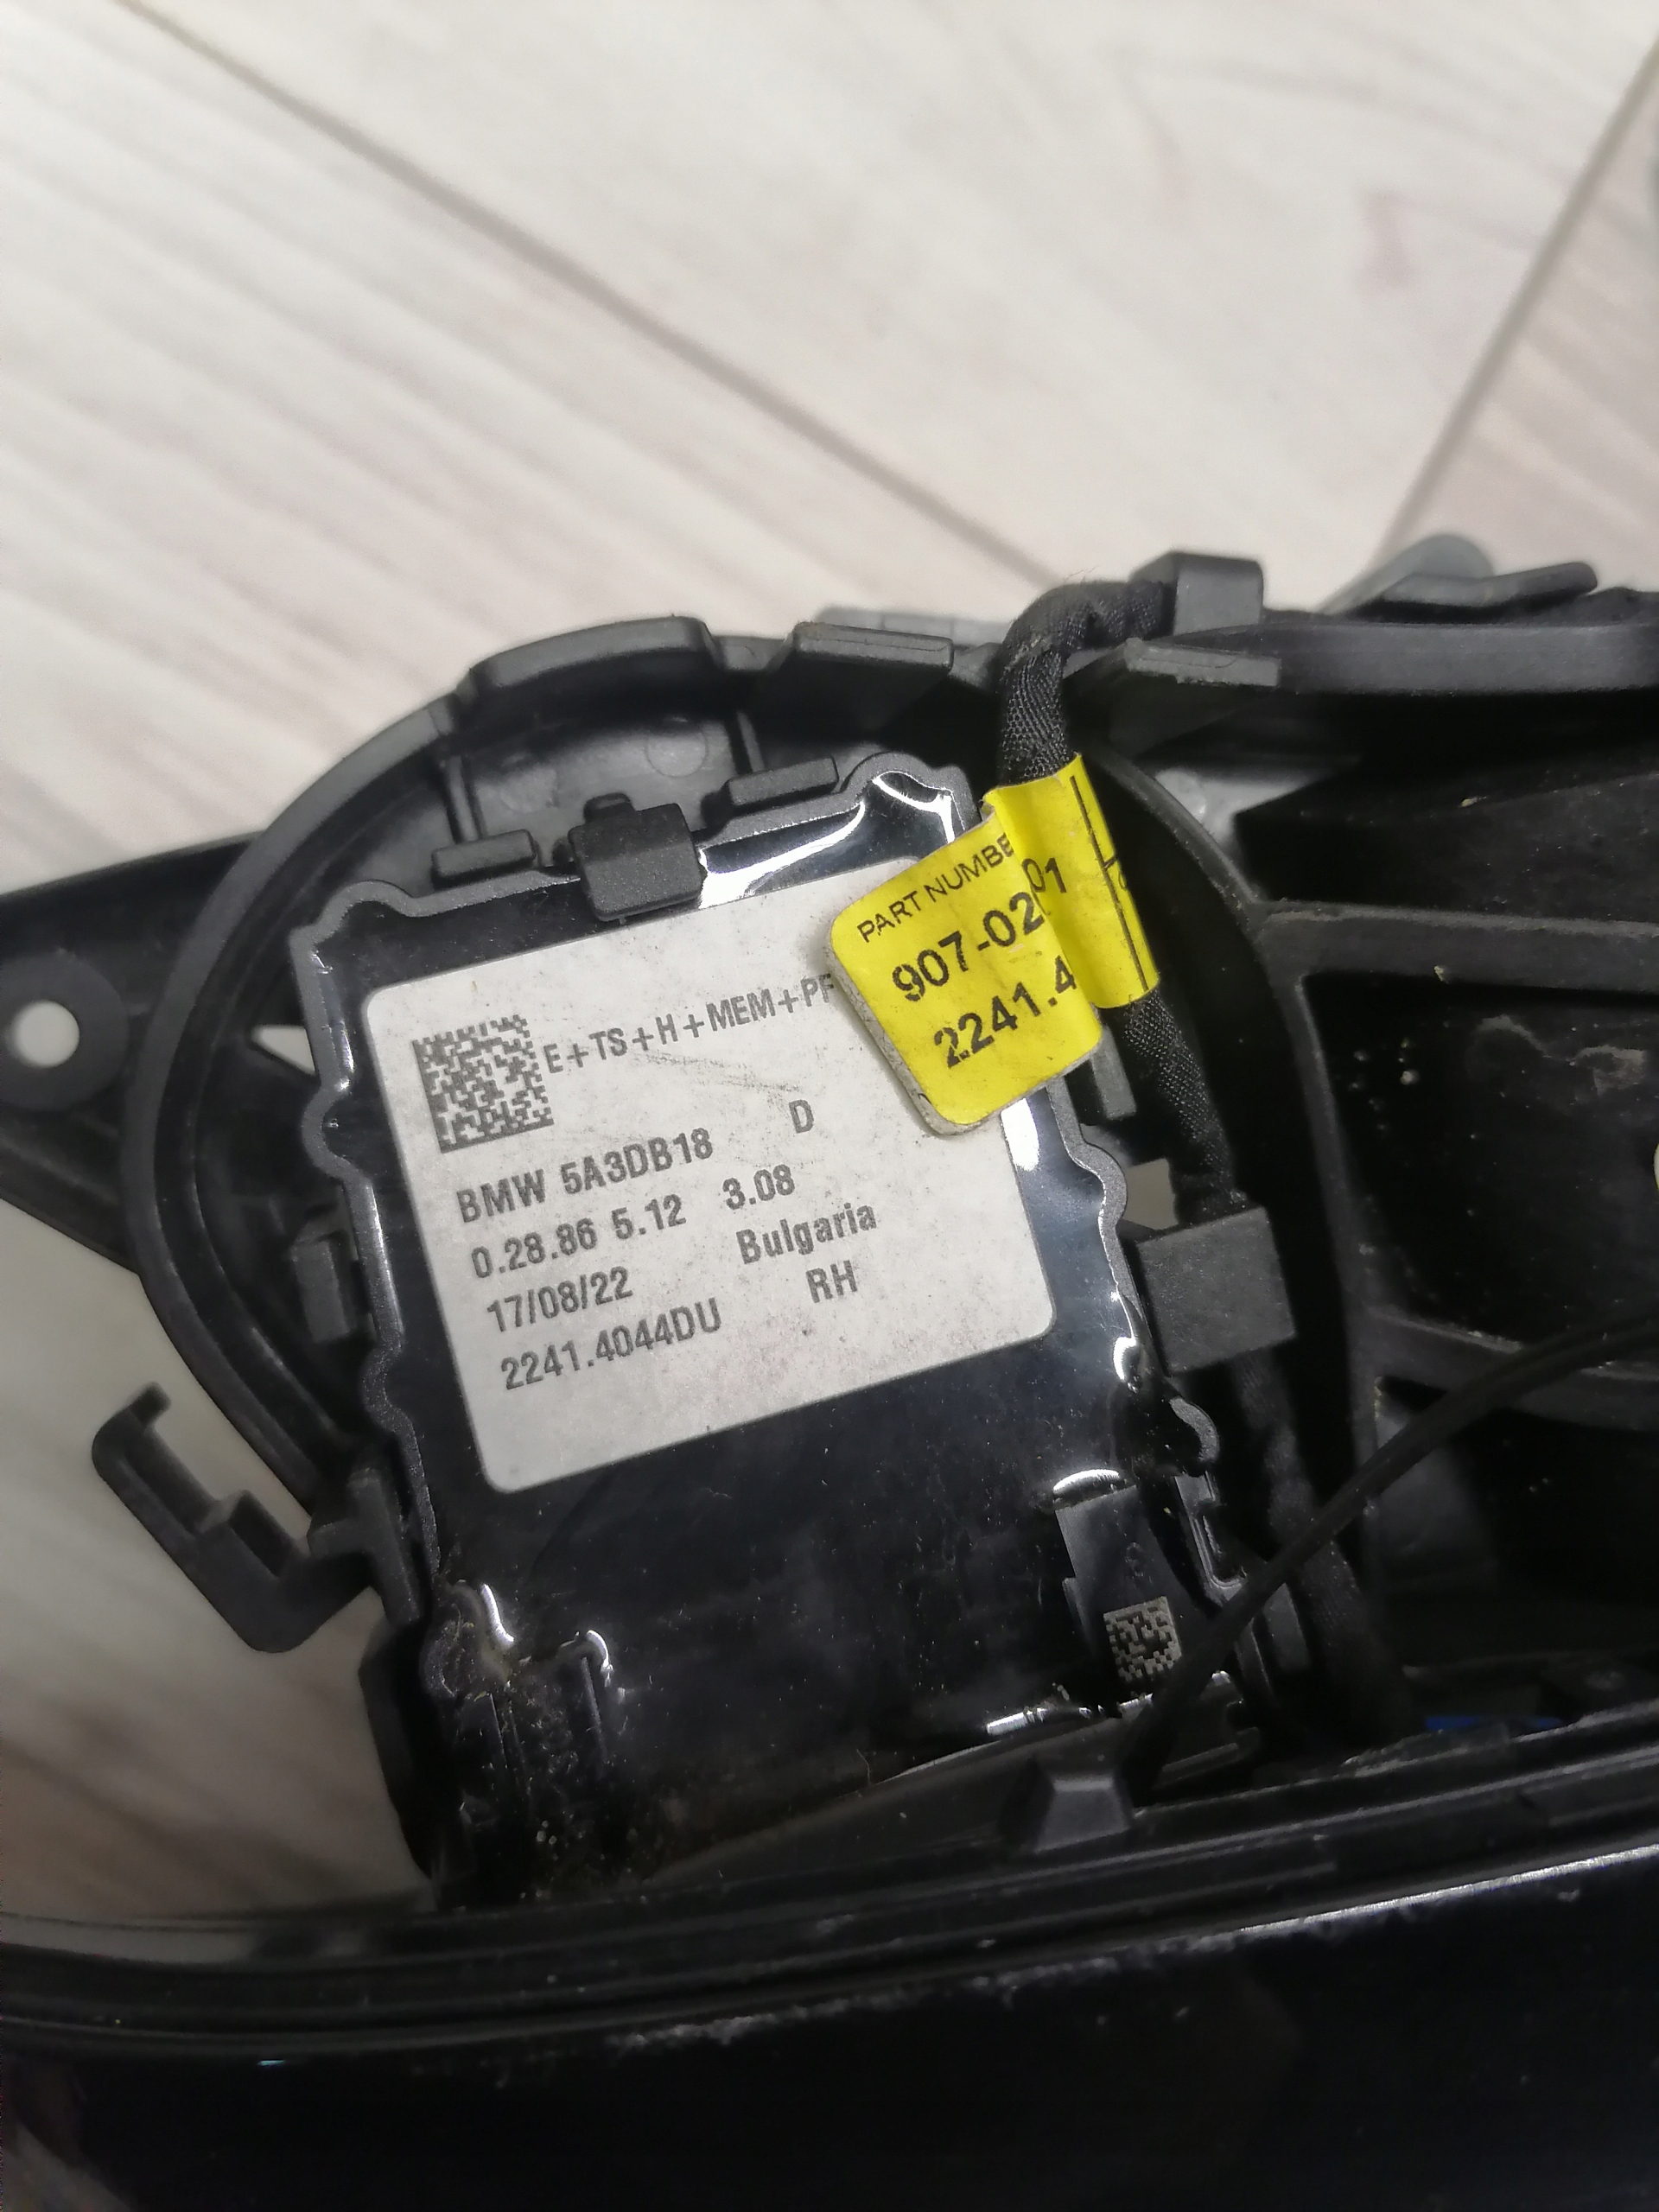 PART NUMBE
907-02 01
2241.4
E+TS+H+MEM+PF
BMW 5A3DB18 D
0.28.86 5.12 3.08
17/08/22 Bulgaria
2241.4044DU RH